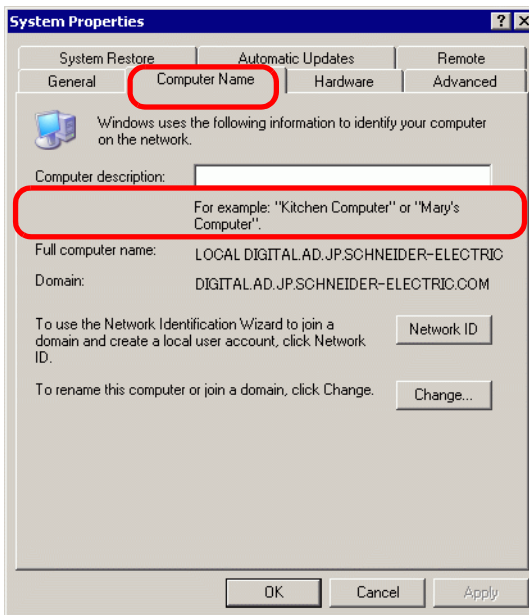 System Properties
System Restore Automatic Updates Remote
General Computer Name Hardware Advanced
Windows uses the following information to identify your computer
on the network.
Computer description:
For example: "Kitchen Computer" or "Mary's
Computer".
Full computer name: LOCAL DIGITAL.AD.JP.SCHNEIDER-ELECTRIC
Domain: DIGITAL.AD.JP.SCHNEIDER-ELECTRIC.COM
To use the Network Identification Wizard to join a
domain and create a local user account, click Network
ID.
Network ID
To rename this computer or join a domain, click Change.
Change...
OK Cancel Apply